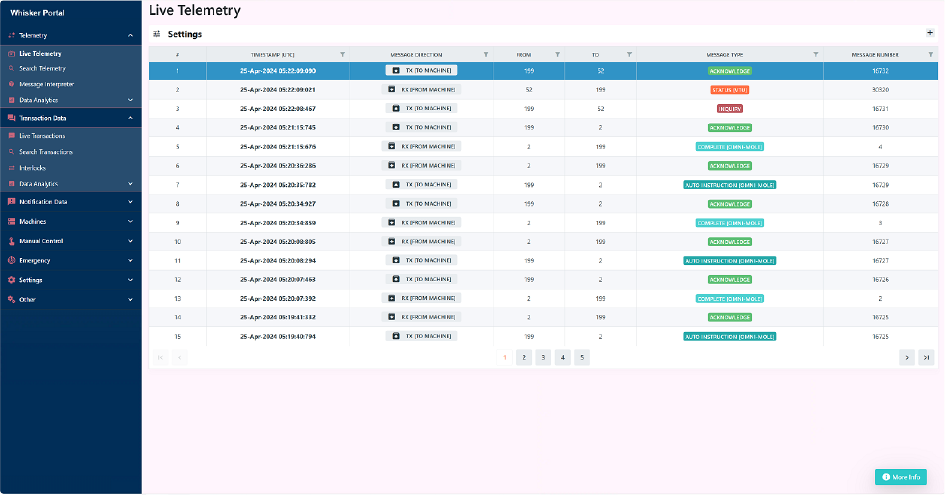 Whisker Portal
Telemetry
Live Telemetry
Search Telemetry
Message Interpreter
Data Analytics
Transaction Data
Live Transactions
Search Transactions
Interlocks
Data Analytics
Notification Data
Machines
Manual Control
Emergency
Settings
Other
Live Telemetry
Settings
# TIMESTAMP (UTC) MESSAGE DIRECTION FROM TO MESSAGE TYPE MESSAGE NUMBER
1 25-Apr-2024 05:22:09:090 TX [TO MACHINE] 199 52 ACKNOWLEDGE 16732
2 25-Apr-2024 05:22:09:021 RX [FROM MACHINE] 52 199 STATUS (VTU) 30320
3 25-Apr-2024 05:22:08:467 TX [TO MACHINE] 199 52 INQUIRY 16731
4 25-Apr-2024 05:21:15:745 TX [TO MACHINE] 199 2 ACKNOWLEDGE 16730
5 25-Apr-2024 05:21:15:676 RX [FROM MACHINE] 2 199 COMPLETE [OMNI-MOLE] 4
6 25-Apr-2024 05:20:36:286 RX [FROM MACHINE] 2 199 ACKNOWLEDGE 16729
7 25-Apr-2024 05:20:35:782 TX [TO MACHINE] 199 2 AUTO INSTRUCTION [OMNI-MOLE] 16729
8 25-Apr-2024 05:20:34:927 TX [TO MACHINE] 199 2 ACKNOWLEDGE 16728
9 25-Apr-2024 05:20:34:859 RX [FROM MACHINE] 2 199 COMPLETE [OMNI-MOLE] 3
10 25-Apr-2024 05:20:08:805 RX [FROM MACHINE] 2 199 ACKNOWLEDGE 16727
11 25-Apr-2024 05:20:08:294 TX [TO MACHINE] 199 2 AUTO INSTRUCTION [OMNI-MOLE] 16727
12 25-Apr-2024 05:20:07:463 TX [TO MACHINE] 199 2 ACKNOWLEDGE 16726
13 25-Apr-2024 05:20:07:392 RX [FROM MACHINE] 2 199 COMPLETE [OMNI-MOLE] 2
14 25-Apr-2024 05:19:41:332 RX [FROM MACHINE] 2 199 ACKNOWLEDGE 16725
15 25-Apr-2024 05:19:40:794 TX [TO MACHINE] 199 2 AUTO INSTRUCTION [OMNI-MOLE] 16725
1 2 3 4 5
More Info